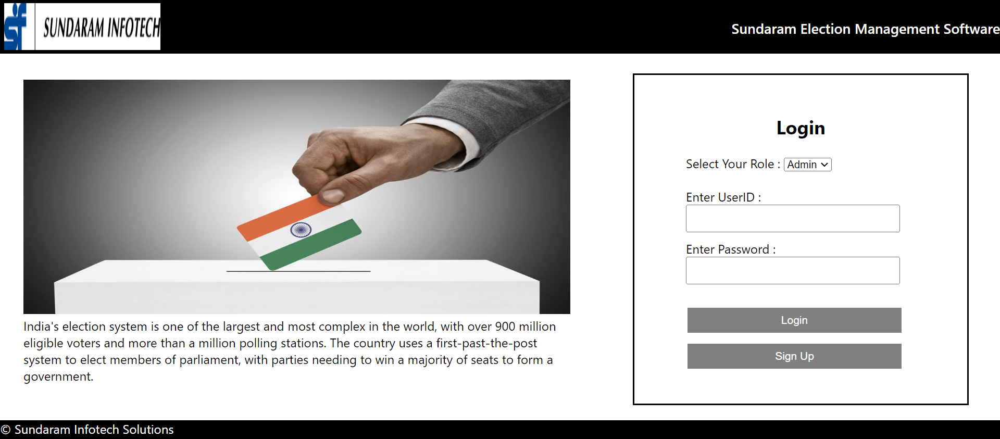 sf
SUNDARAM INFOTECH
Sundaram Election Management Software
India's election system is one of the largest and most complex in the world, with over 900 million
eligible voters and more than a million polling stations. The country uses a first-past-the-post
system to elect members of parliament, with parties needing to win a majority of seats to form a
government.
Login
Select Your Role : Admin
Enter UserID :
Enter Password :
Login
Sign Up
© Sundaram Infotech Solutions